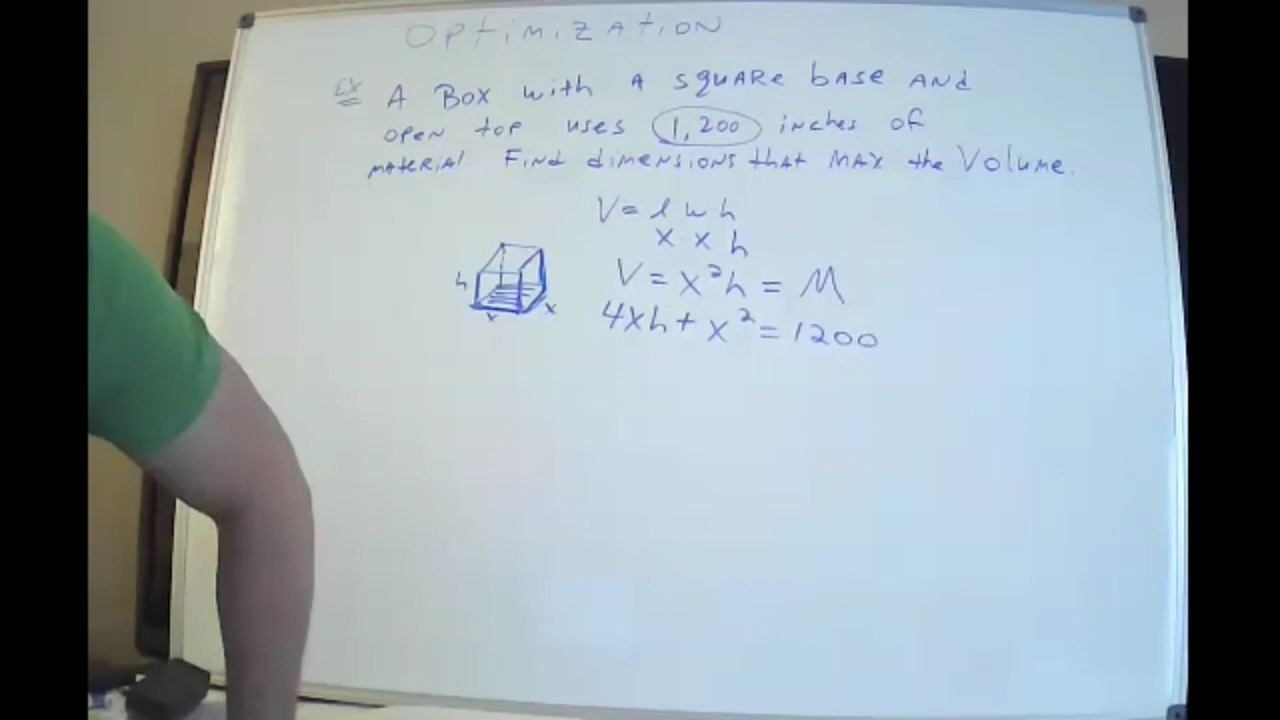 OPtimiZAtioN
Ex A Box with A squARe bAse AND
opeN top uses 1,200 inches of
mAteRiAl Find dimensioNs that MAX the Volume.
V= l w h
x · x h
V = x²h = M
h
x x
4xh + x² = 1200